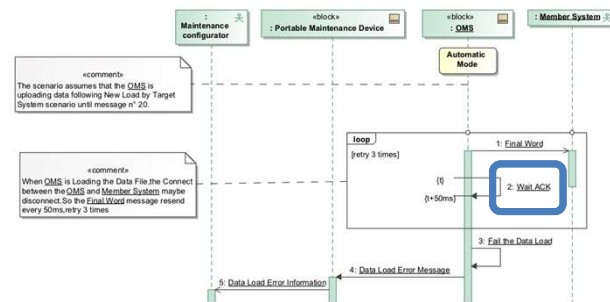 :
Maintenance
configurator
«block»
: Portable Maintenance Device
«block»
: OMS
: Member System
Automatic
Mode
«comment»
The scenario assumes that the OMS is
uploading data following New Load by Target
System scenario until message n° 20.
loop
[retry 3 times]
1: Final Word
«comment»
When OMS is Loading the Data File,the Connect
between the OMS and Member System maybe
disconnect.So the Final Word message resend
every 50ms,retry 3 times
{t}
2: Wait ACK
{t+50ms}
3: Fail the Data Load
4: Data Load Error Message
5: Data Load Error Information